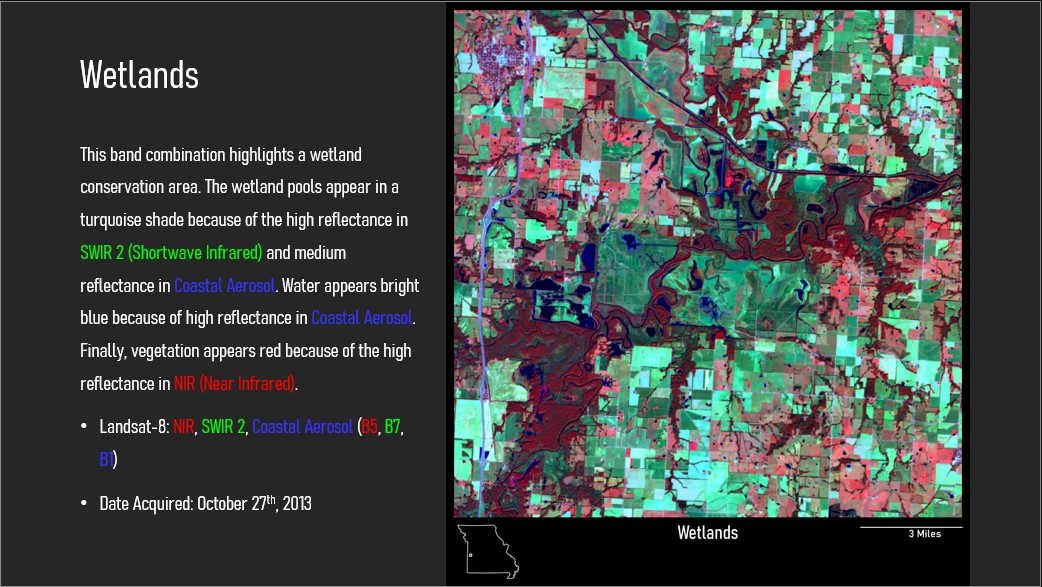 Wetlands
This band combination highlights a wetland
conservation area. The wetland pools appear in a
turquoise shade because of the high reflectance in
SWIR 2 (Shortwave Infrared) and medium
reflectance in Coastal Aerosol. Water appears bright
blue because of high reflectance in Coastal Aerosol.
Finally, vegetation appears red because of the high
reflectance in NIR (Near Infrared).
• Landsat-8: NIR, SWIR 2, Coastal Aerosol (B5, B7,
B1)
• Date Acquired: October 27th, 2013
Wetlands
3 Miles